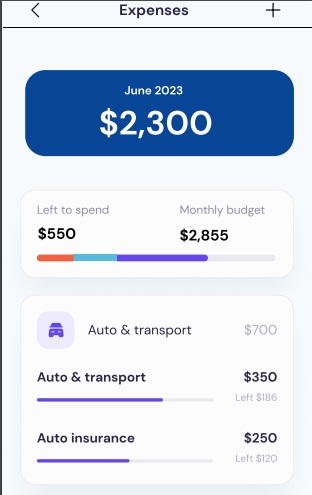 Expenses
June 2023
$2,300
Left to spend
Monthly budget
$550
$2,855
Auto & transport
$700
Auto & transport
$350
Left $186
Auto insurance
$250
Left $120